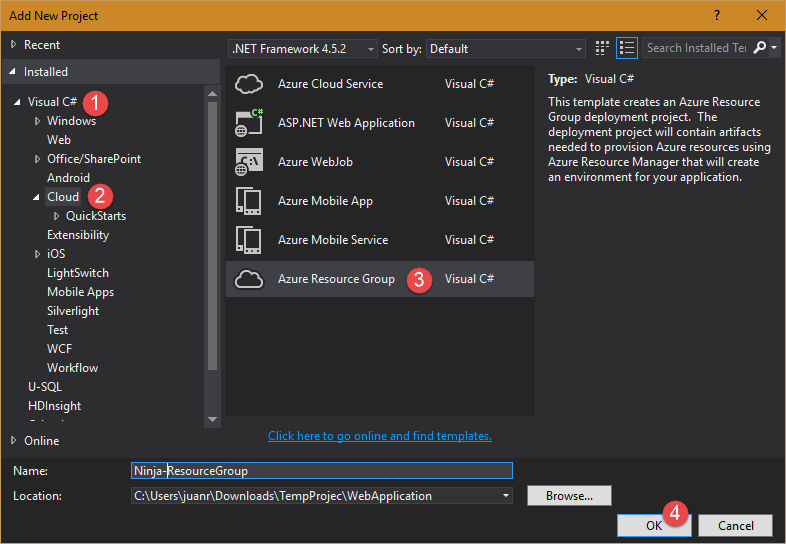 Add New Project
?
Recent
.NET Framework 4.5.2
Sort by:
Default
Search Installed Te
Installed
Visual C#
1
Windows
Web
Office/SharePoint
Android
Cloud
2
QuickStarts
Extensibility
iOS
LightSwitch
Mobile Apps
Silverlight
Test
WCF
Workflow
U-SQL
HDInsight
Online
Azure Cloud Service Visual C#
C#
ASP.NET Web Application Visual C#
C:\
Azure WebJob Visual C#
Azure Mobile App Visual C#
Azure Mobile Service Visual C#
Azure Resource Group 3 Visual C#
Click here to go online and find templates.
Type: Visual C#
This template creates an Azure Resource
Group deployment project. The
deployment project will contain artifacts
needed to provision Azure resources using
Azure Resource Manager that will create
an environment for your application.
Name:
Ninja-ResourceGroup
Location:
C:\Users\juanr\Downloads\TempProjec\WebApplication
Browse...
4
OK
Cancel